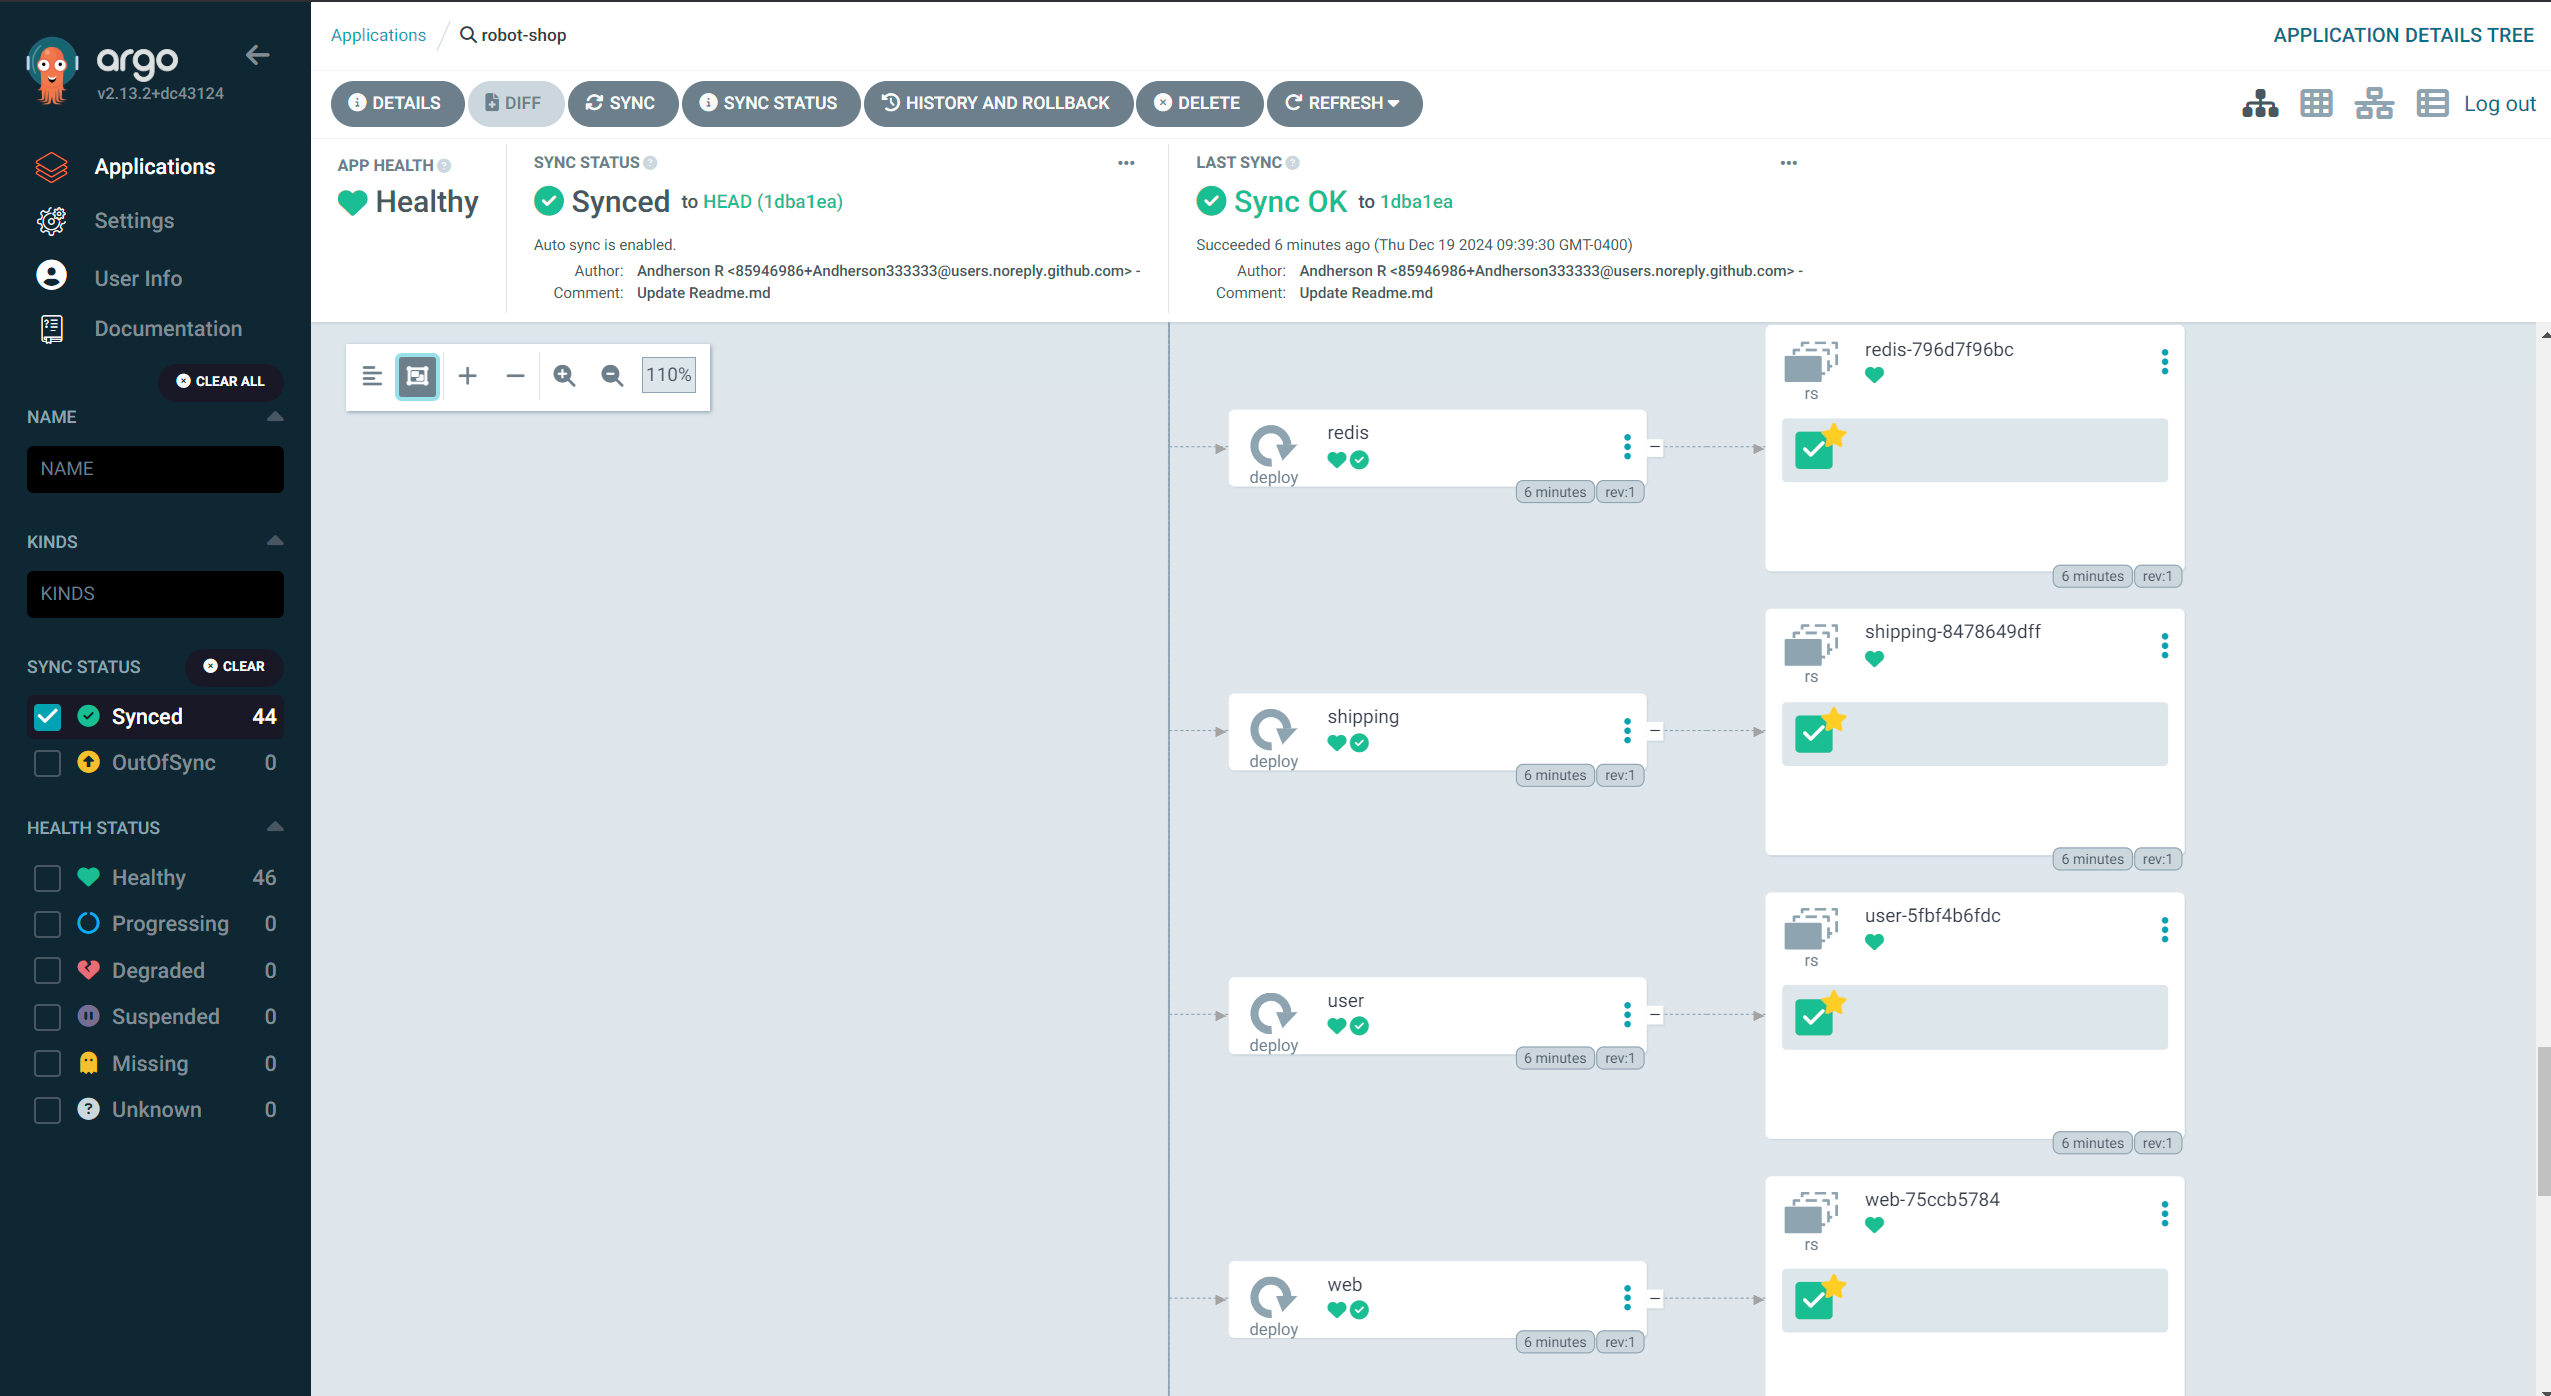 argo
v2.13.2+dc43124
Applications
Settings
User Info
Documentation
CLEAR ALL
NAME
NAME
KINDS
KINDS
SYNC STATUS
CLEAR
Synced 44
OutOfSync 0
HEALTH STATUS
Healthy 46
Progressing 0
Degraded 0
Suspended 0
Missing 0
Unknown 0
Applications / robot-shop
APPLICATION DETAILS TREE
DETAILS DIFF SYNC SYNC STATUS HISTORY AND ROLLBACK DELETE REFRESH
Log out
APP HEALTH
Healthy
SYNC STATUS
Synced to HEAD (1dba1ea)
Auto sync is enabled.
Author: Andherson R <85946986+Andherson333333@users.noreply.github.com> -
Comment: Update Readme.md
LAST SYNC
Sync OK to 1dba1ea
Succeeded 6 minutes ago (Thu Dec 19 2024 09:39:30 GMT-0400)
Author: Andherson R <85946986+Andherson333333@users.noreply.github.com> -
Comment: Update Readme.md
110%
redis
deploy
6 minutes rev:1
redis-796d7f96bc
rs
6 minutes rev:1
shipping
deploy
6 minutes rev:1
shipping-8478649dff
rs
6 minutes rev:1
user
deploy
6 minutes rev:1
user-5fbf4b6fdc
rs
6 minutes rev:1
web
deploy
6 minutes rev:1
web-75ccb5784
rs